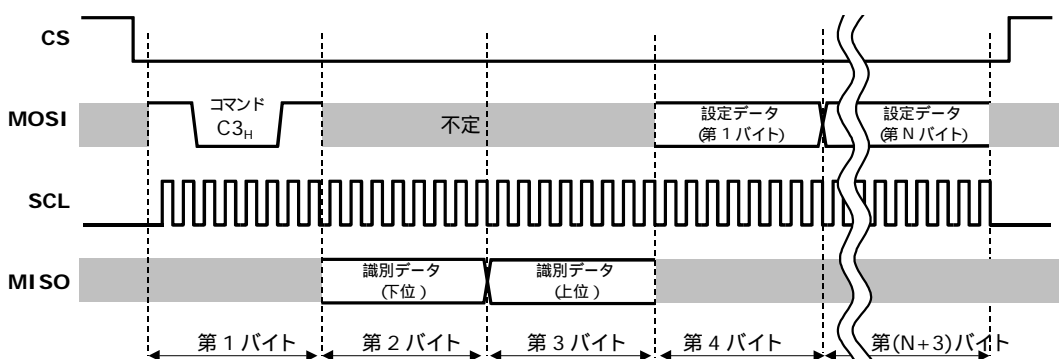 CS
MOSI
コマンド
C3H
不定
設定データ
(第1バイト)
設定データ
(第Nバイト)
SCL
MISO
識別データ
(下位)
識別データ
(上位)
第1バイト
第2バイト
第3バイト
第4バイト
第(N+3)バイト